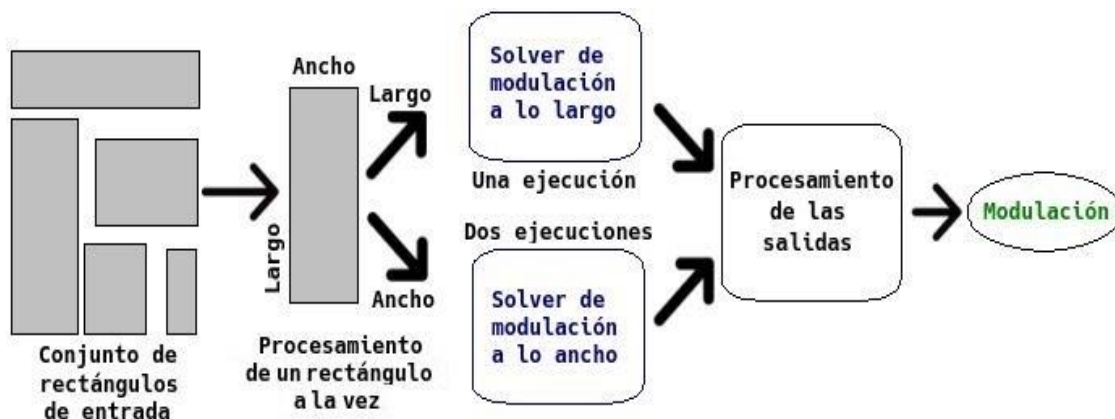 Conjunto de
rectángulos
de entrada
Ancho
Largo
Procesamiento
de un rectángulo
a la vez
Largo
Ancho
Solver de
modulación
a lo largo
Una ejecución
Dos ejecuciones
Solver de
modulación
a lo ancho
Procesamiento
de las
salidas
Modulación